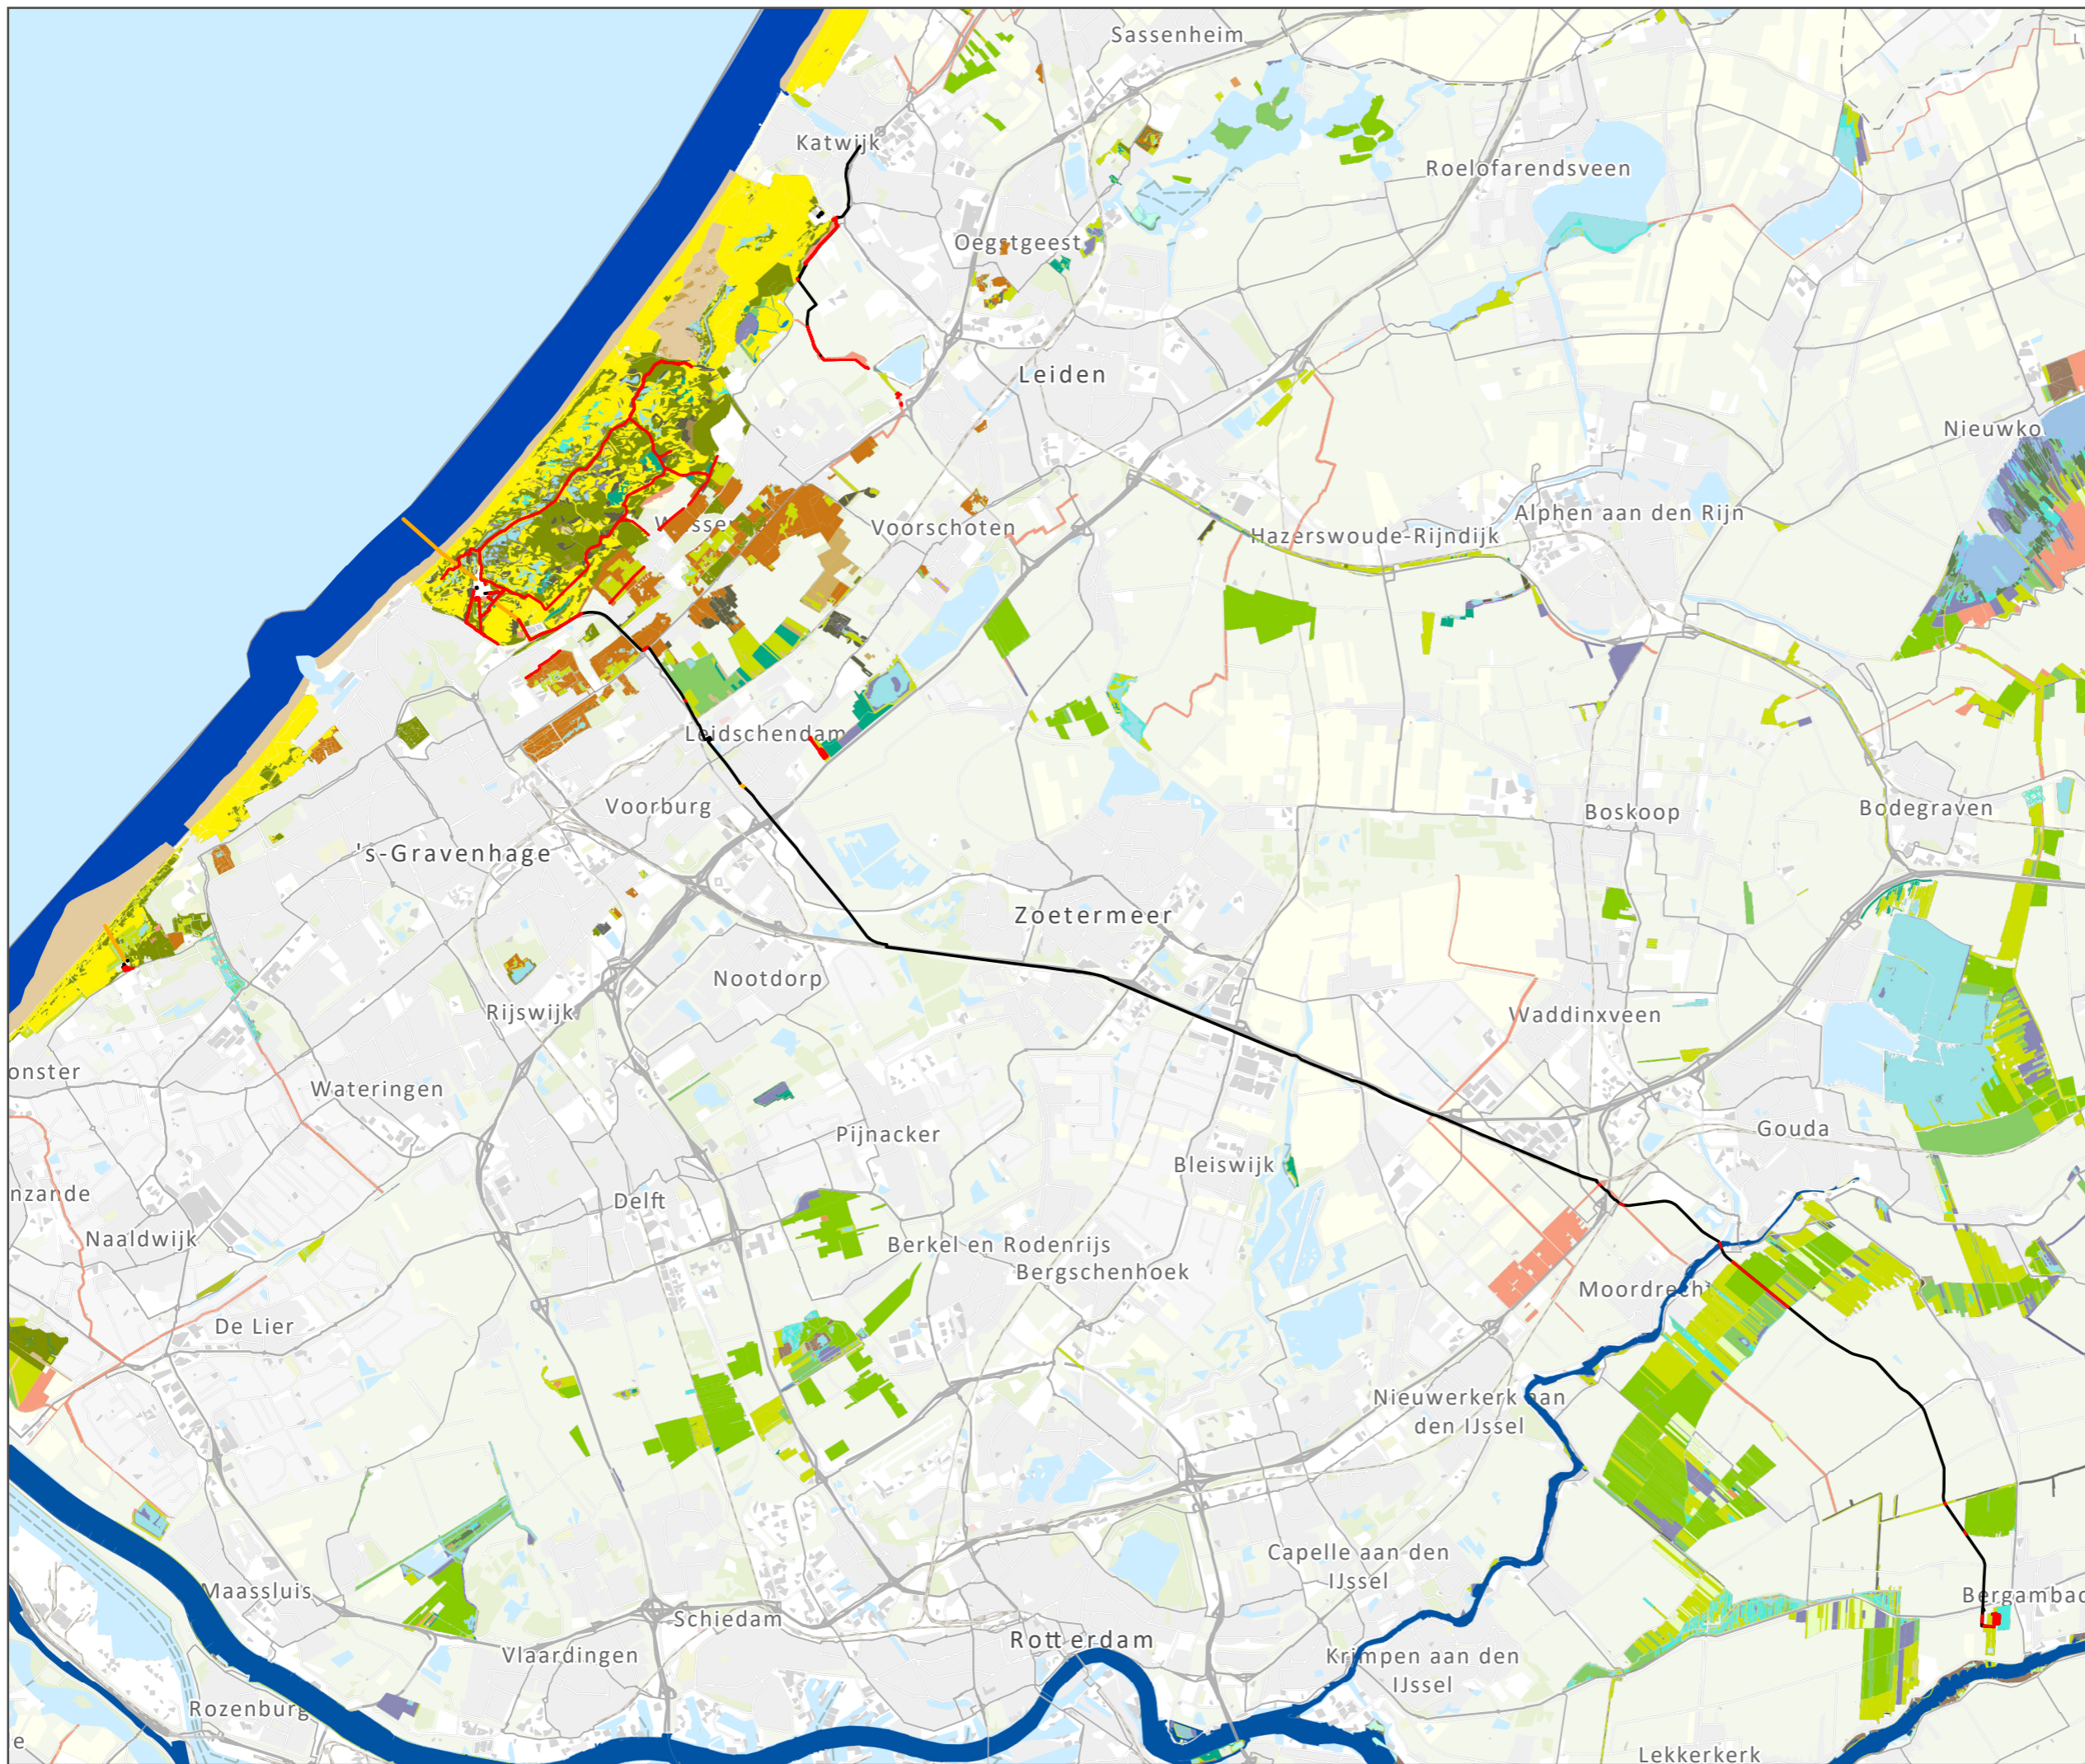 Sassenheim
Katwijk
Roelofarendsveen
Oegstgeest
Leiden
Nieuwko
Voorschoten
Alphen aan den Rijn
Hazerswoude-Rijndijk
Leidschendam
Voorburg
Boskoop
Bodegraven
's-Gravenhage
Zoetermeer
Nootdorp
Rijswijk
Waddinxveen
onster
Wateringen
Pijnacker
Gouda
Bleiswijk
nzande
Delft
Naaldwijk
Berkel en Rodenrijs
Bergschenhoek
Moordrecht
De Lier
Nieuwerkerk aan
den IJssel
Capelle aan den
IJssel
Maassluis
Bergambac
Schiedam
Rotterdam
Vlaardingen
Krimpen aan den
IJssel
Rozenburg
e
Lekkerkerk